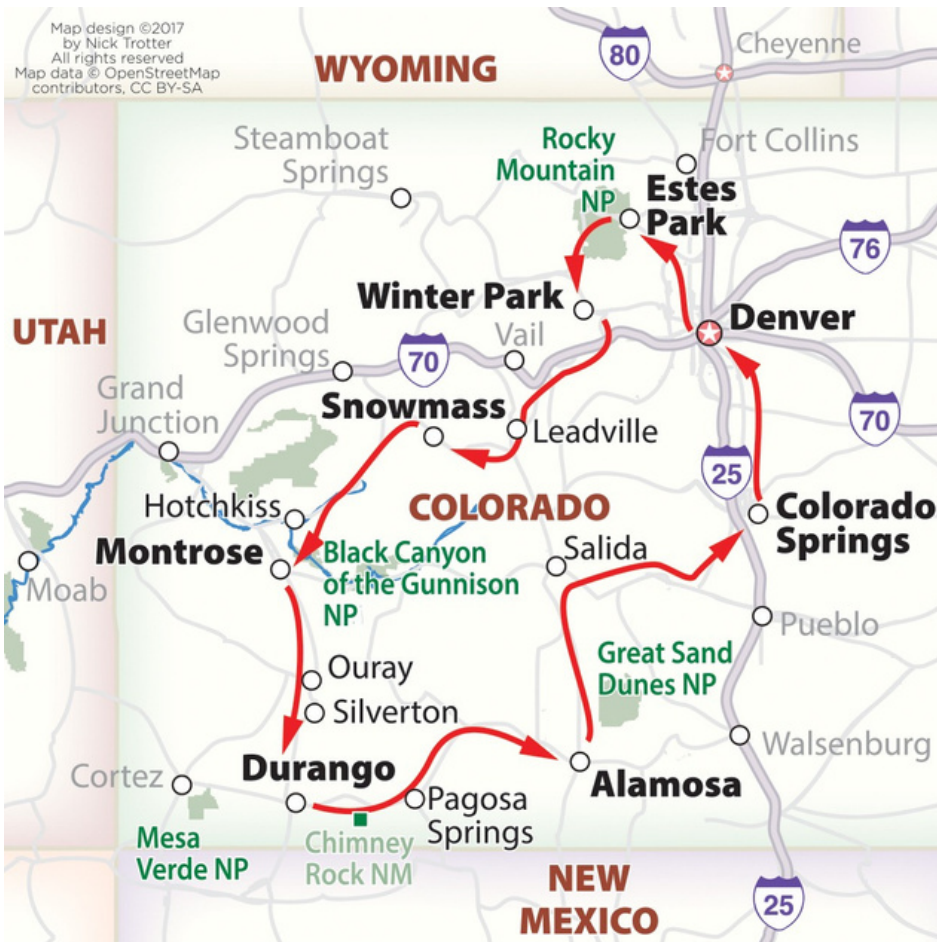 Map design ©2017
by Nick Trotter
All rights reserved
Map data © OpenStreetMap
contributors, CC BY-SA
WYOMING
80
Cheyenne
Steamboat
Springs
Rocky
Mountain
NP
Fort Collins
Estes
Park
76
UTAH
Winter Park
Denver
Glenwood
Springs
70
Vail
Grand
Junction
Snowmass
Leadville
70
25
Hotchkiss
COLORADO
Colorado
Springs
Montrose
Black Canyon
of the Gunnison
NP
Salida
Moab
Pueblo
Ouray
Great Sand
Dunes NP
Silverton
Walsenburg
Cortez
Durango
Alamosa
Pagosa
Springs
Mesa
Verde NP
Chimney
Rock NM
NEW
MEXICO
25